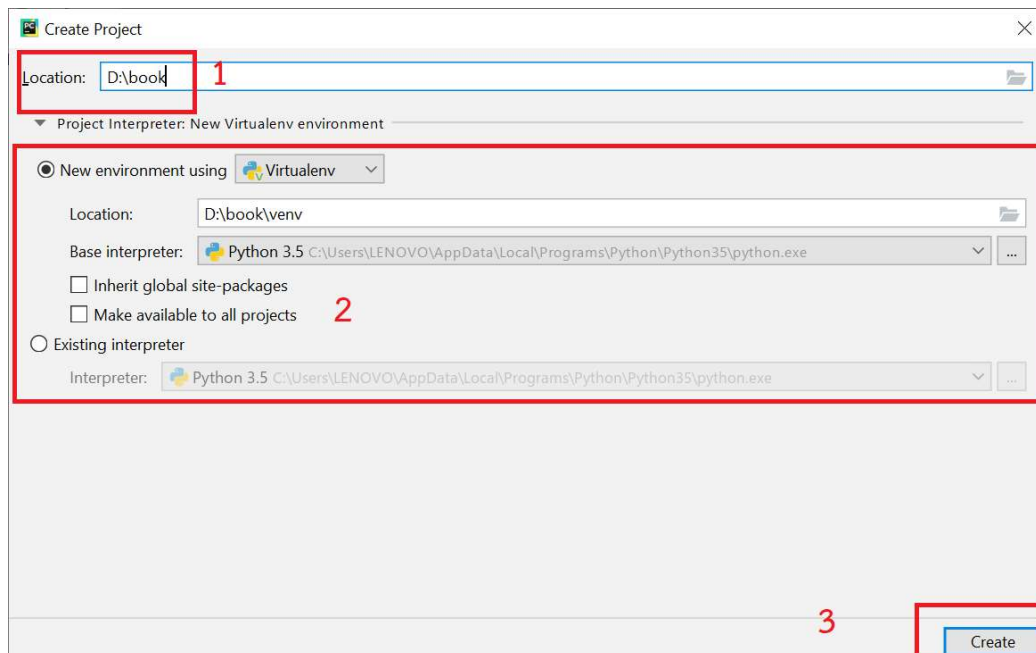 Create Project
Location: D:\book 1
Project Interpreter: New Virtualenv environment
New environment using Virtualenv
Location: D:\book\venv
Base interpreter: Python 3.5 C:\Users\LENOVO\AppData\Local\Programs\Python\Python35\python.exe ...
Inherit global site-packages
Make available to all projects 2
Existing interpreter
Interpreter: Python 3.5 C:\Users\LENOVO\AppData\Local\Programs\Python\Python35\python.exe ...
3
Create